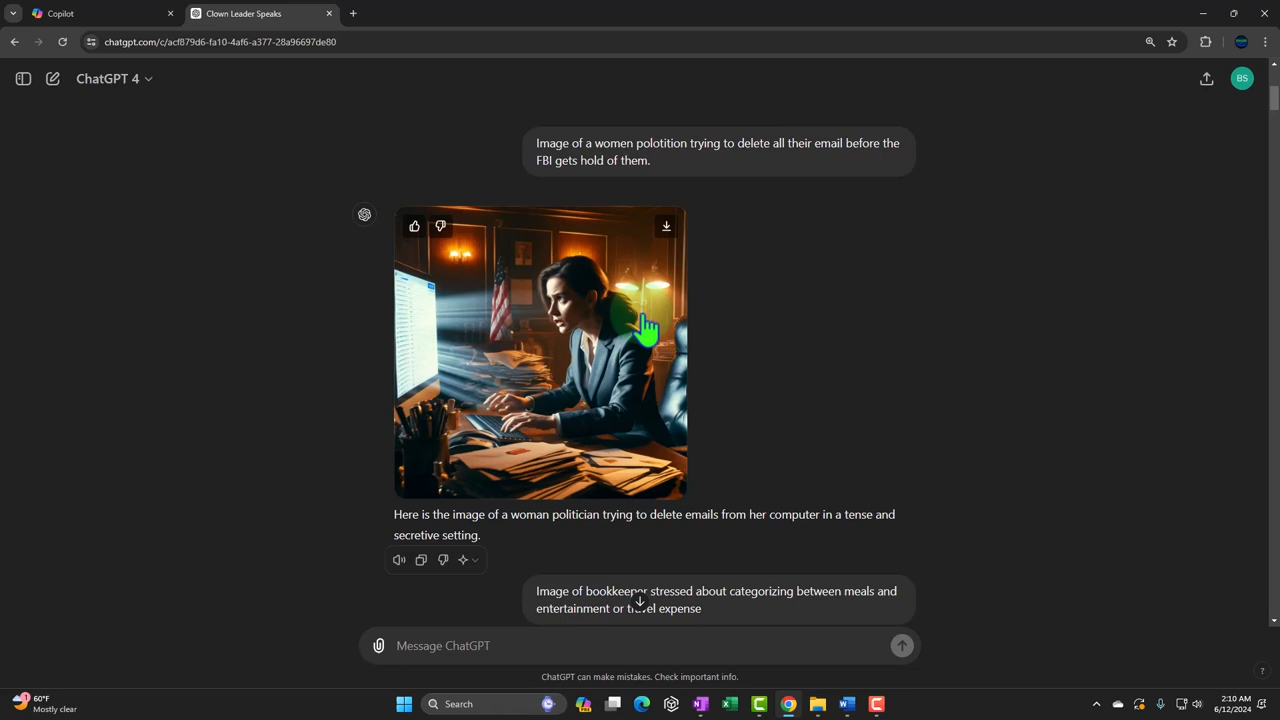 Copilot
Clown Leader Speaks
chatgpt.com/c/acf879d6-fa10-4af6-a377-28a96697de80
ChatGPT 4
BS
Image of a women polotition trying to delete all their email before the
FBI gets hold of them.
Here is the image of a woman politician trying to delete emails from her computer in a tense and
secretive setting.
Image of bookkeeper stressed about categorizing between meals and
entertainment or travel expense
Message ChatGPT
ChatGPT can make mistakes. Check important info.
?
1
60°F
Mostly clear
Search
PRE
2:10 AM
6/12/2024